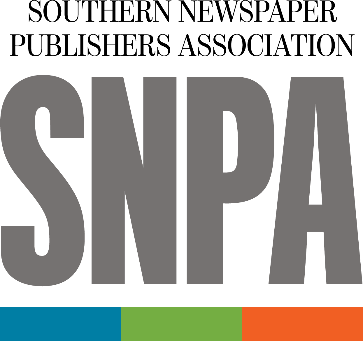 SOUTHERN NEWSPAPER
PUBLISHERS ASSOCIATION
SNPA